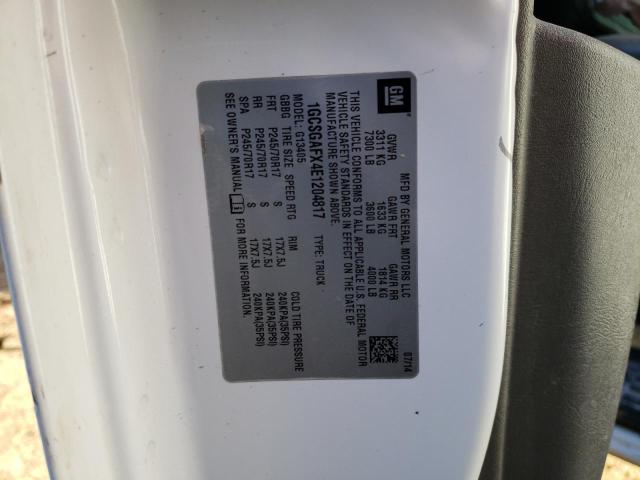 GM
MFD BY GENERAL MOTORS LLC 07/14
GVWR GAWR FRT GAWR RR
3311 KG 1633 KG 1814 KG
7300 LB 3600 LB 4000 LB
THIS VEHICLE CONFORMS TO ALL APPLICABLE U.S. FEDERAL MOTOR
VEHICLE SAFETY STANDARDS IN EFFECT ON THE DATE OF
MANUFACTURE SHOWN ABOVE.
1GCSGAFX4E1204817 TYPE: TRUCK
MODEL: G13405
GBBG TIRE SIZE SPEED RTG RIM COLD TIRE PRESSURE
FRT P245/70R17 S 17X7.5J 240KPA(35PSI)
RR P245/70R17 S 17X7.5J 240KPA(35PSI)
SPA P245/70R17 S 17X7.5J 240KPA(35PSI)
SEE OWNER'S MANUAL FOR MORE INFORMATION.